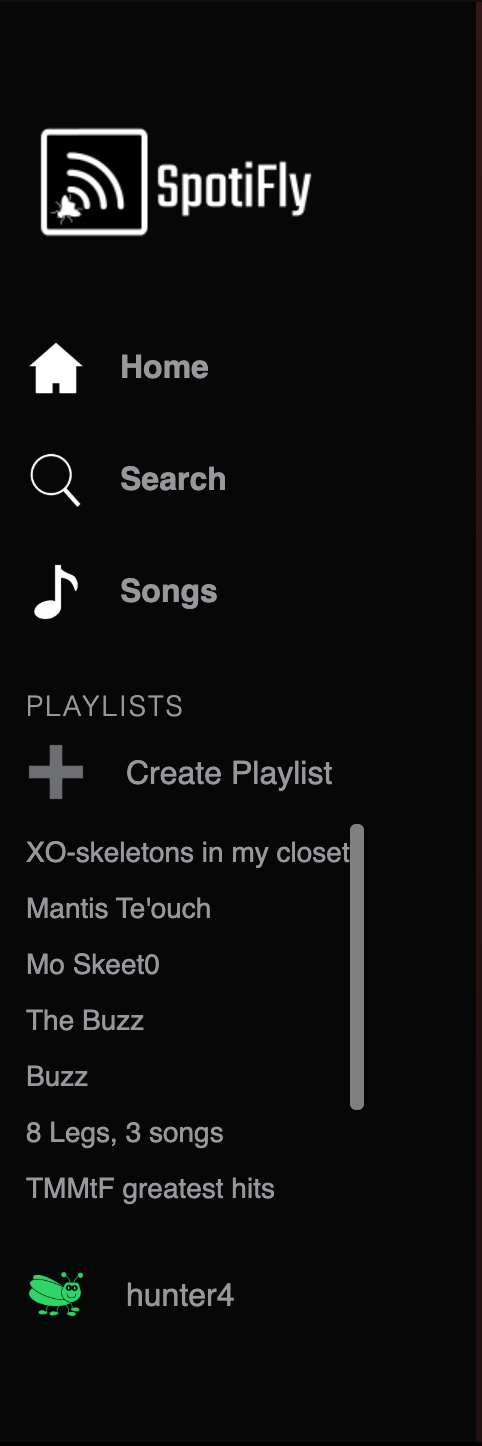 SpotiFly
Home
Search
Songs
PLAYLISTS
Create Playlist
XO-skeletons in my closet
Mantis Te'ouch
Mo Skeet0
The Buzz
Buzz
8 Legs, 3 songs
TMMtF greatest hits
hunter4